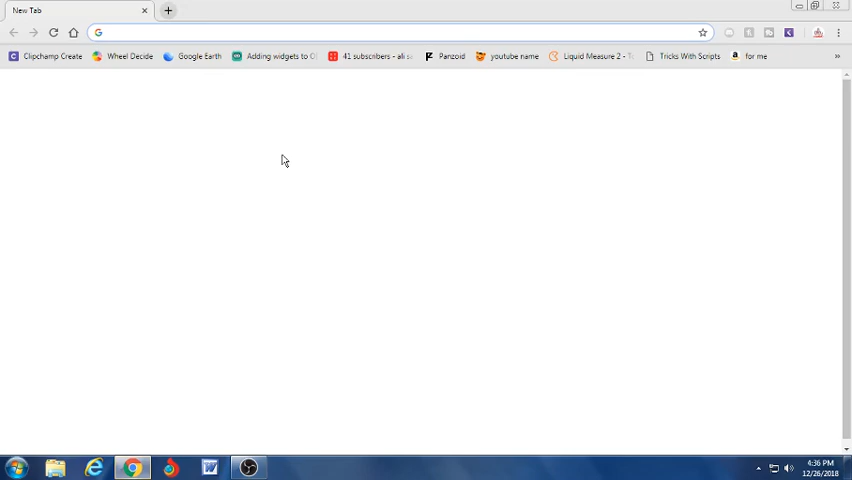 New Tab
Clipchamp Create Wheel Decide Google Earth Adding widgets to O 41 subscribers - ali sa Panzoid youtube name Liquid Measure 2 - Tricks With Scripts for me
4:36 PM
12/26/2018